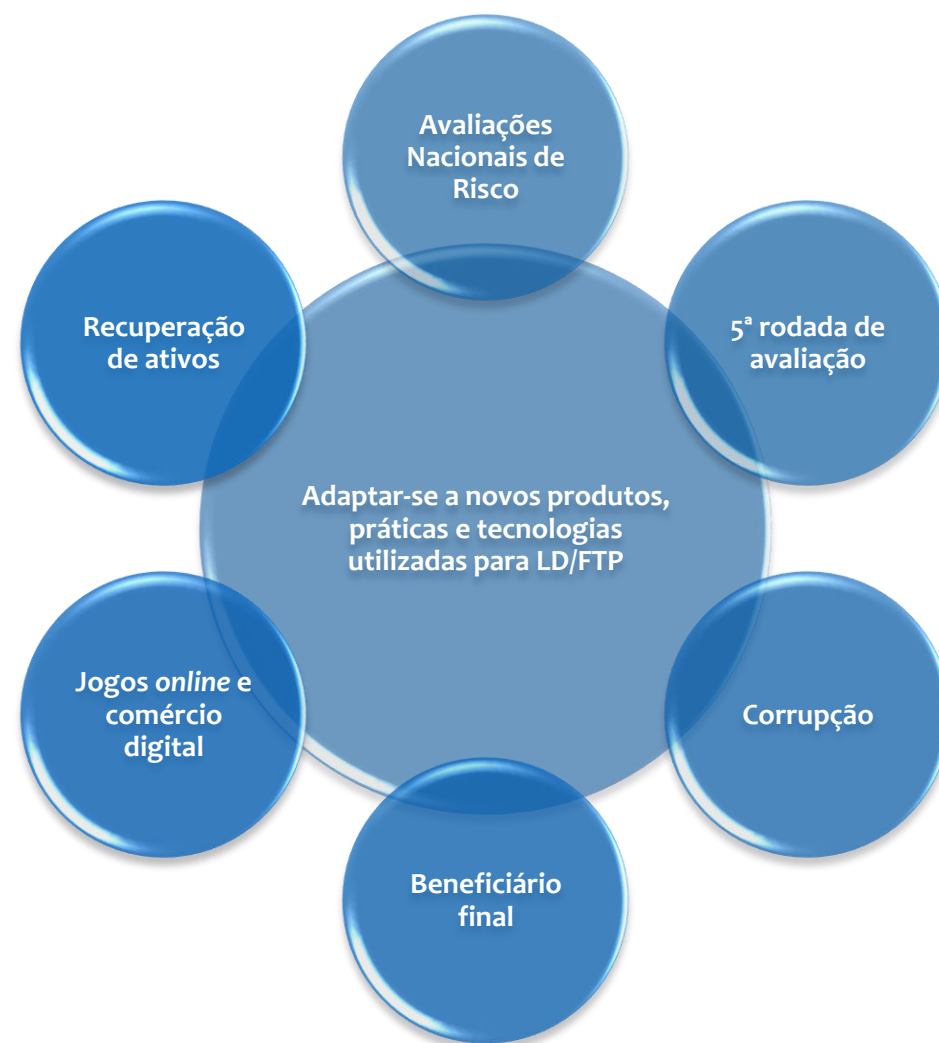 Avaliações
Nacionais de
Risco
5ª rodada de
avaliação
Corrupção
Beneficiário
final
Jogos online e
comércio
digital
Recuperação
de ativos
Adaptar-se a novos produtos,
práticas e tecnologias
utilizadas para LD/FTP